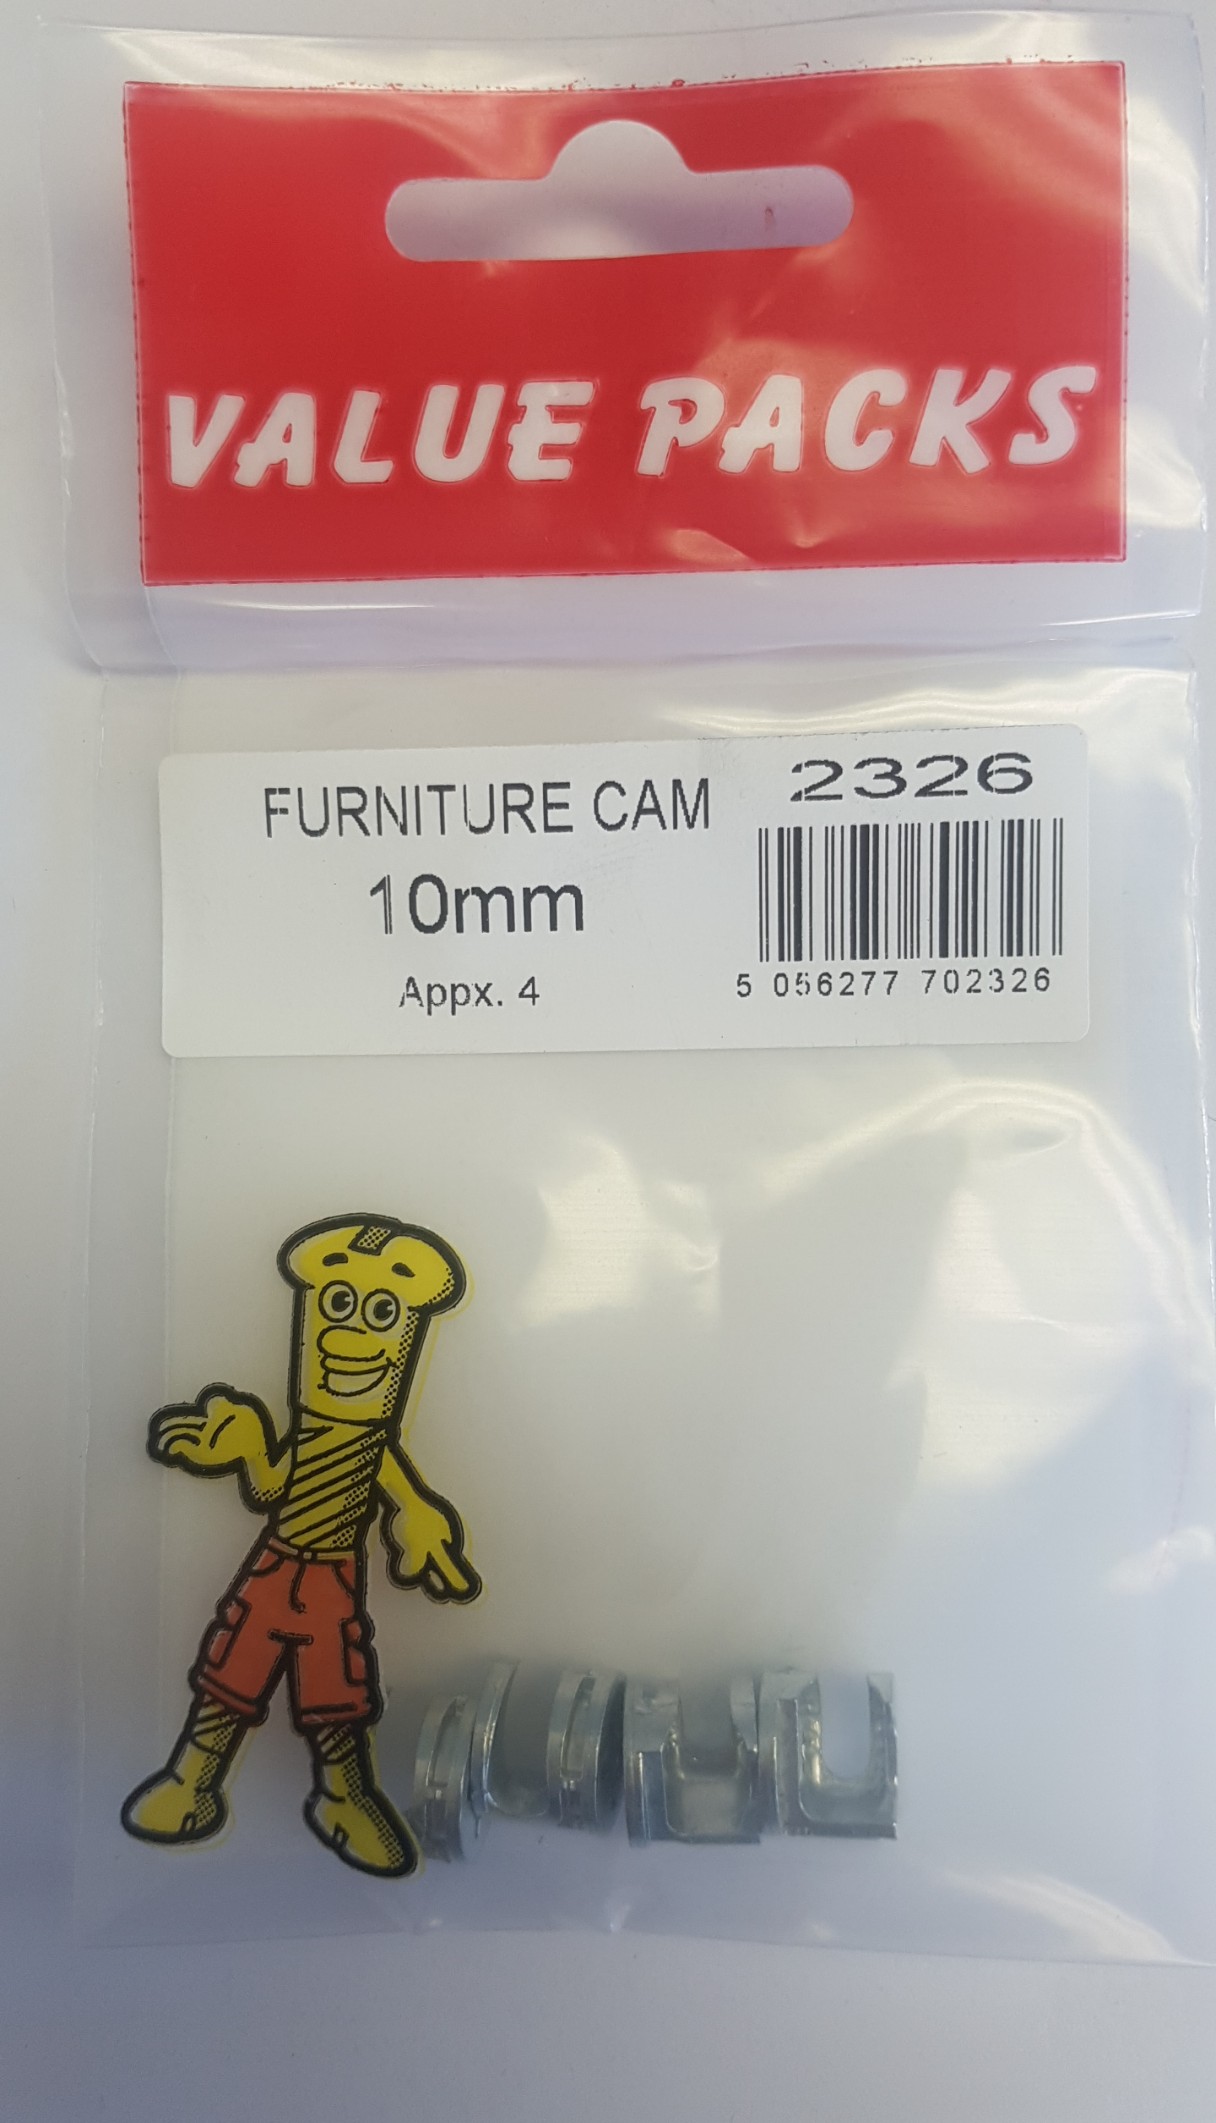 VALUE PACKS
FURNITURE CAM
10mm
Appx. 4
2326
5 056277 702326